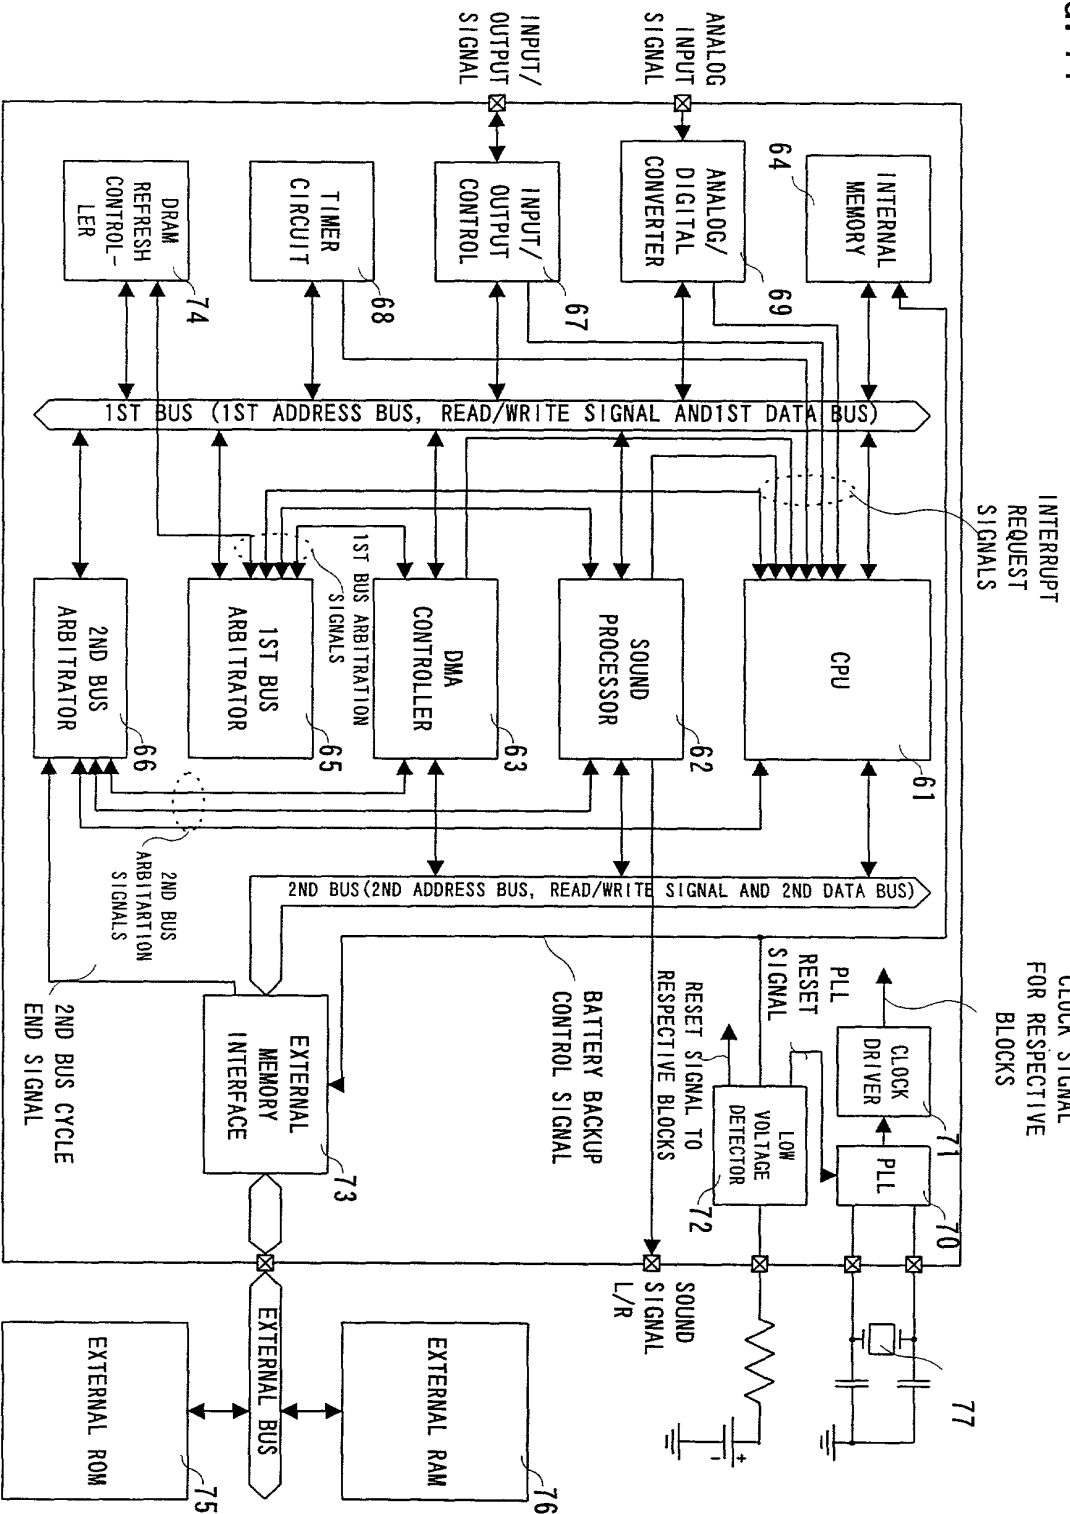 CLOCK SIGNAL
FOR RESPECTIVE
BLOCKS
INTERRUPT
REQUEST
SIGNALS
77
70
71
PLL
CLOCK
DRIVER
61
CPU
INTERNAL
MEMORY
64
PLL
RESET
SIGNAL
LOW
VOLTAGE
DETECTOR
72
+
-
ANALOG
INPUT
SIGNAL
ANALOG/
DIGITAL
CONVERTER
69
SOUND
PROCESSOR
62
RESET SIGNAL TO
RESPECTIVE BLOCKS
SOUND
SIGNAL
L/R
BATTERY BACKUP
CONTROL SIGNAL
INPUT/
OUTPUT
SIGNAL
INPUT/
OUTPUT
CONTROL
67
DMA
CONTROLLER
63
EXTERNAL RAM
76
1ST BUS (1ST ADDRESS BUS, READ/WRITE SIGNAL AND1ST DATA BUS)
2ND BUS(2ND ADDRESS BUS, READ/WRITE SIGNAL AND 2ND DATA BUS)
TIMER
CIRCUIT
68
1ST BUS ARBITRATION
SIGNALS
1ST BUS
ARBITRATOR
65
EXTERNAL
MEMORY
INTERFACE
73
EXTERNAL BUS
DRAM
REFRESH
CONTROL-
LER
74
2ND BUS
ARBITRATOR
66
2ND BUS
ARBITARTION
SIGNALS
2ND BUS CYCLE
END SIGNAL
EXTERNAL ROM
75